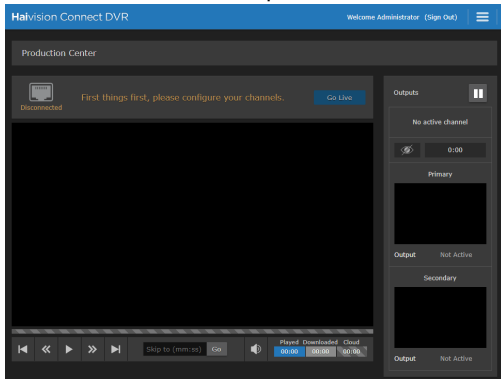 Haivision Connect DVR
Welcome Administrator (Sign Out)
Production Center
Disconnected
First things first, please configure your channels.
Go Live
Outputs
No active channel
0:00
Primary
Output Not Active
Secondary
Output Not Active
Skip to (mm:ss) Go
Played Downloaded Cloud
00:00 00:00 00:00